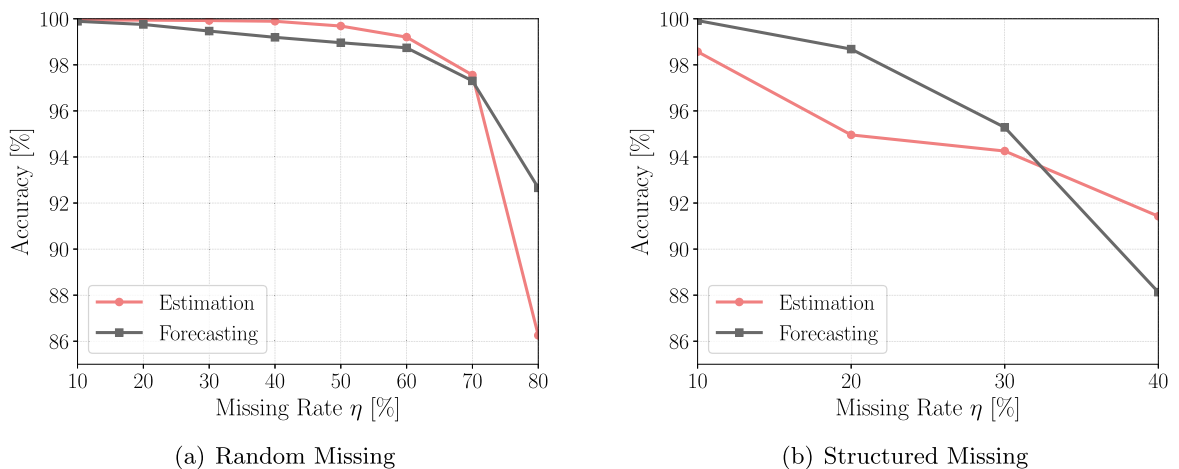 100
98
96
94
92
90
88
86
Accuracy [%]
Estimation
Forecasting
10 20 30 40 50 60 70 80
Missing Rate η [%]
(a) Random Missing
100
98
96
94
92
90
88
86
Accuracy [%]
Estimation
Forecasting
10 20 30 40
Missing Rate η [%]
(b) Structured Missing